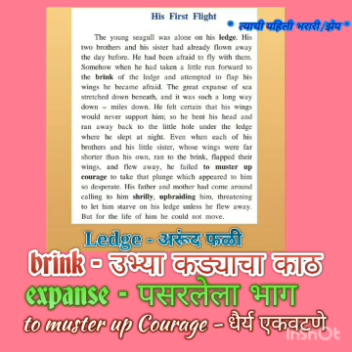 His First Flight
* त्याची पहिली भरारी/झेप *
The young seagull was alone on his ledge. His
two brothers and his sister had already flown away
the day before. He had been afraid to fly with them.
Somehow when he had taken a little run forward to
the brink of the ledge and attempted to flap his
wings he became afraid. The great expanse of sea
stretched down beneath, and it was such a long way
down – miles down. He felt certain that his wings
would never support him; so he bent his head and
ran away back to the little hole under the ledge
where he slept at night. Even when each of his
brothers and his little sister, whose wings were far
shorter than his own, ran to the brink, flapped their
wings, and flew away, he failed to muster up
courage to take that plunge which appeared to him
so desperate. His father and mother had come around
calling to him shrilly, upbraiding him, threatening
to let him starve on his ledge unless he flew away.
But for the life of him he could not move.
Ledge - अरूंद फळी
brink - उभ्या कड्याचा काठ
expanse - पसरलेला भाग
to muster up Courage - धैर्य एकवटणे
InShOt